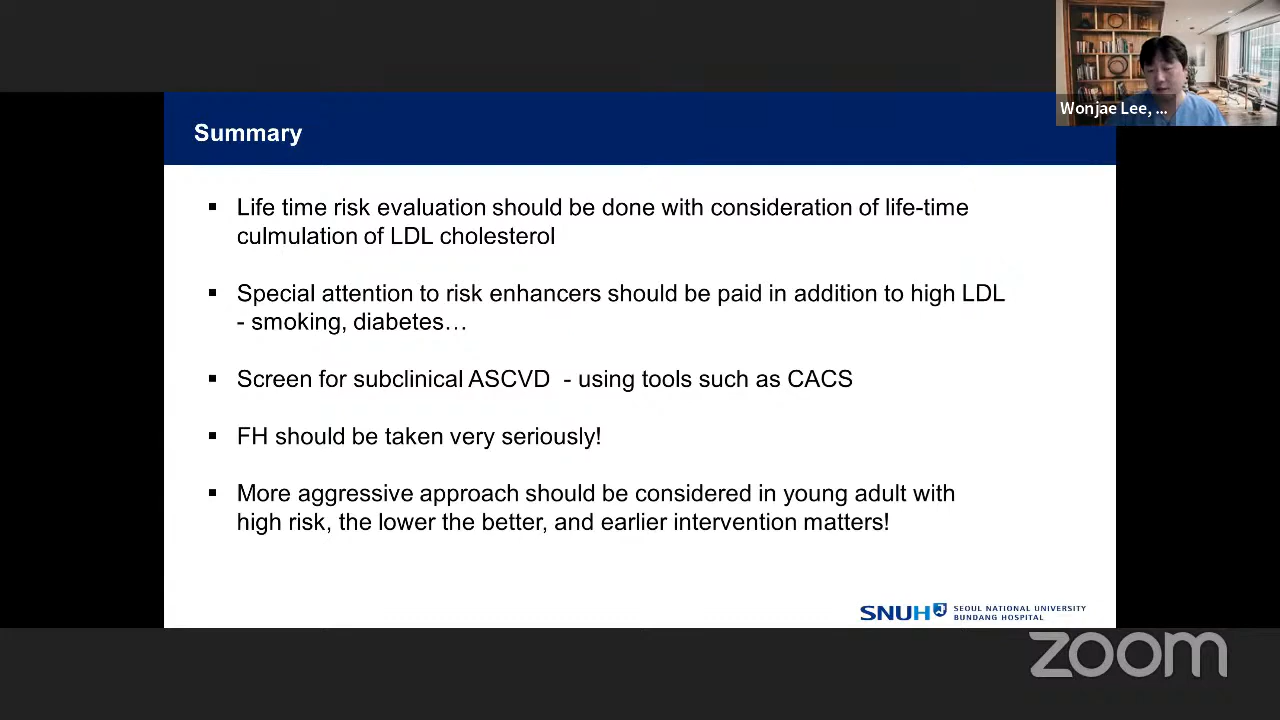 Wonjae Lee, ...
Summary
▪ Life time risk evaluation should be done with consideration of life-time
culmulation of LDL cholesterol
▪ Special attention to risk enhancers should be paid in addition to high LDL
- smoking, diabetes…
▪ Screen for subclinical ASCVD - using tools such as CACS
▪ FH should be taken very seriously!
▪ More aggressive approach should be considered in young adult with
high risk, the lower the better, and earlier intervention matters!
SNUH SEOUL NATIONAL UNIVERSITY
BUNDANG HOSPITAL
zoom